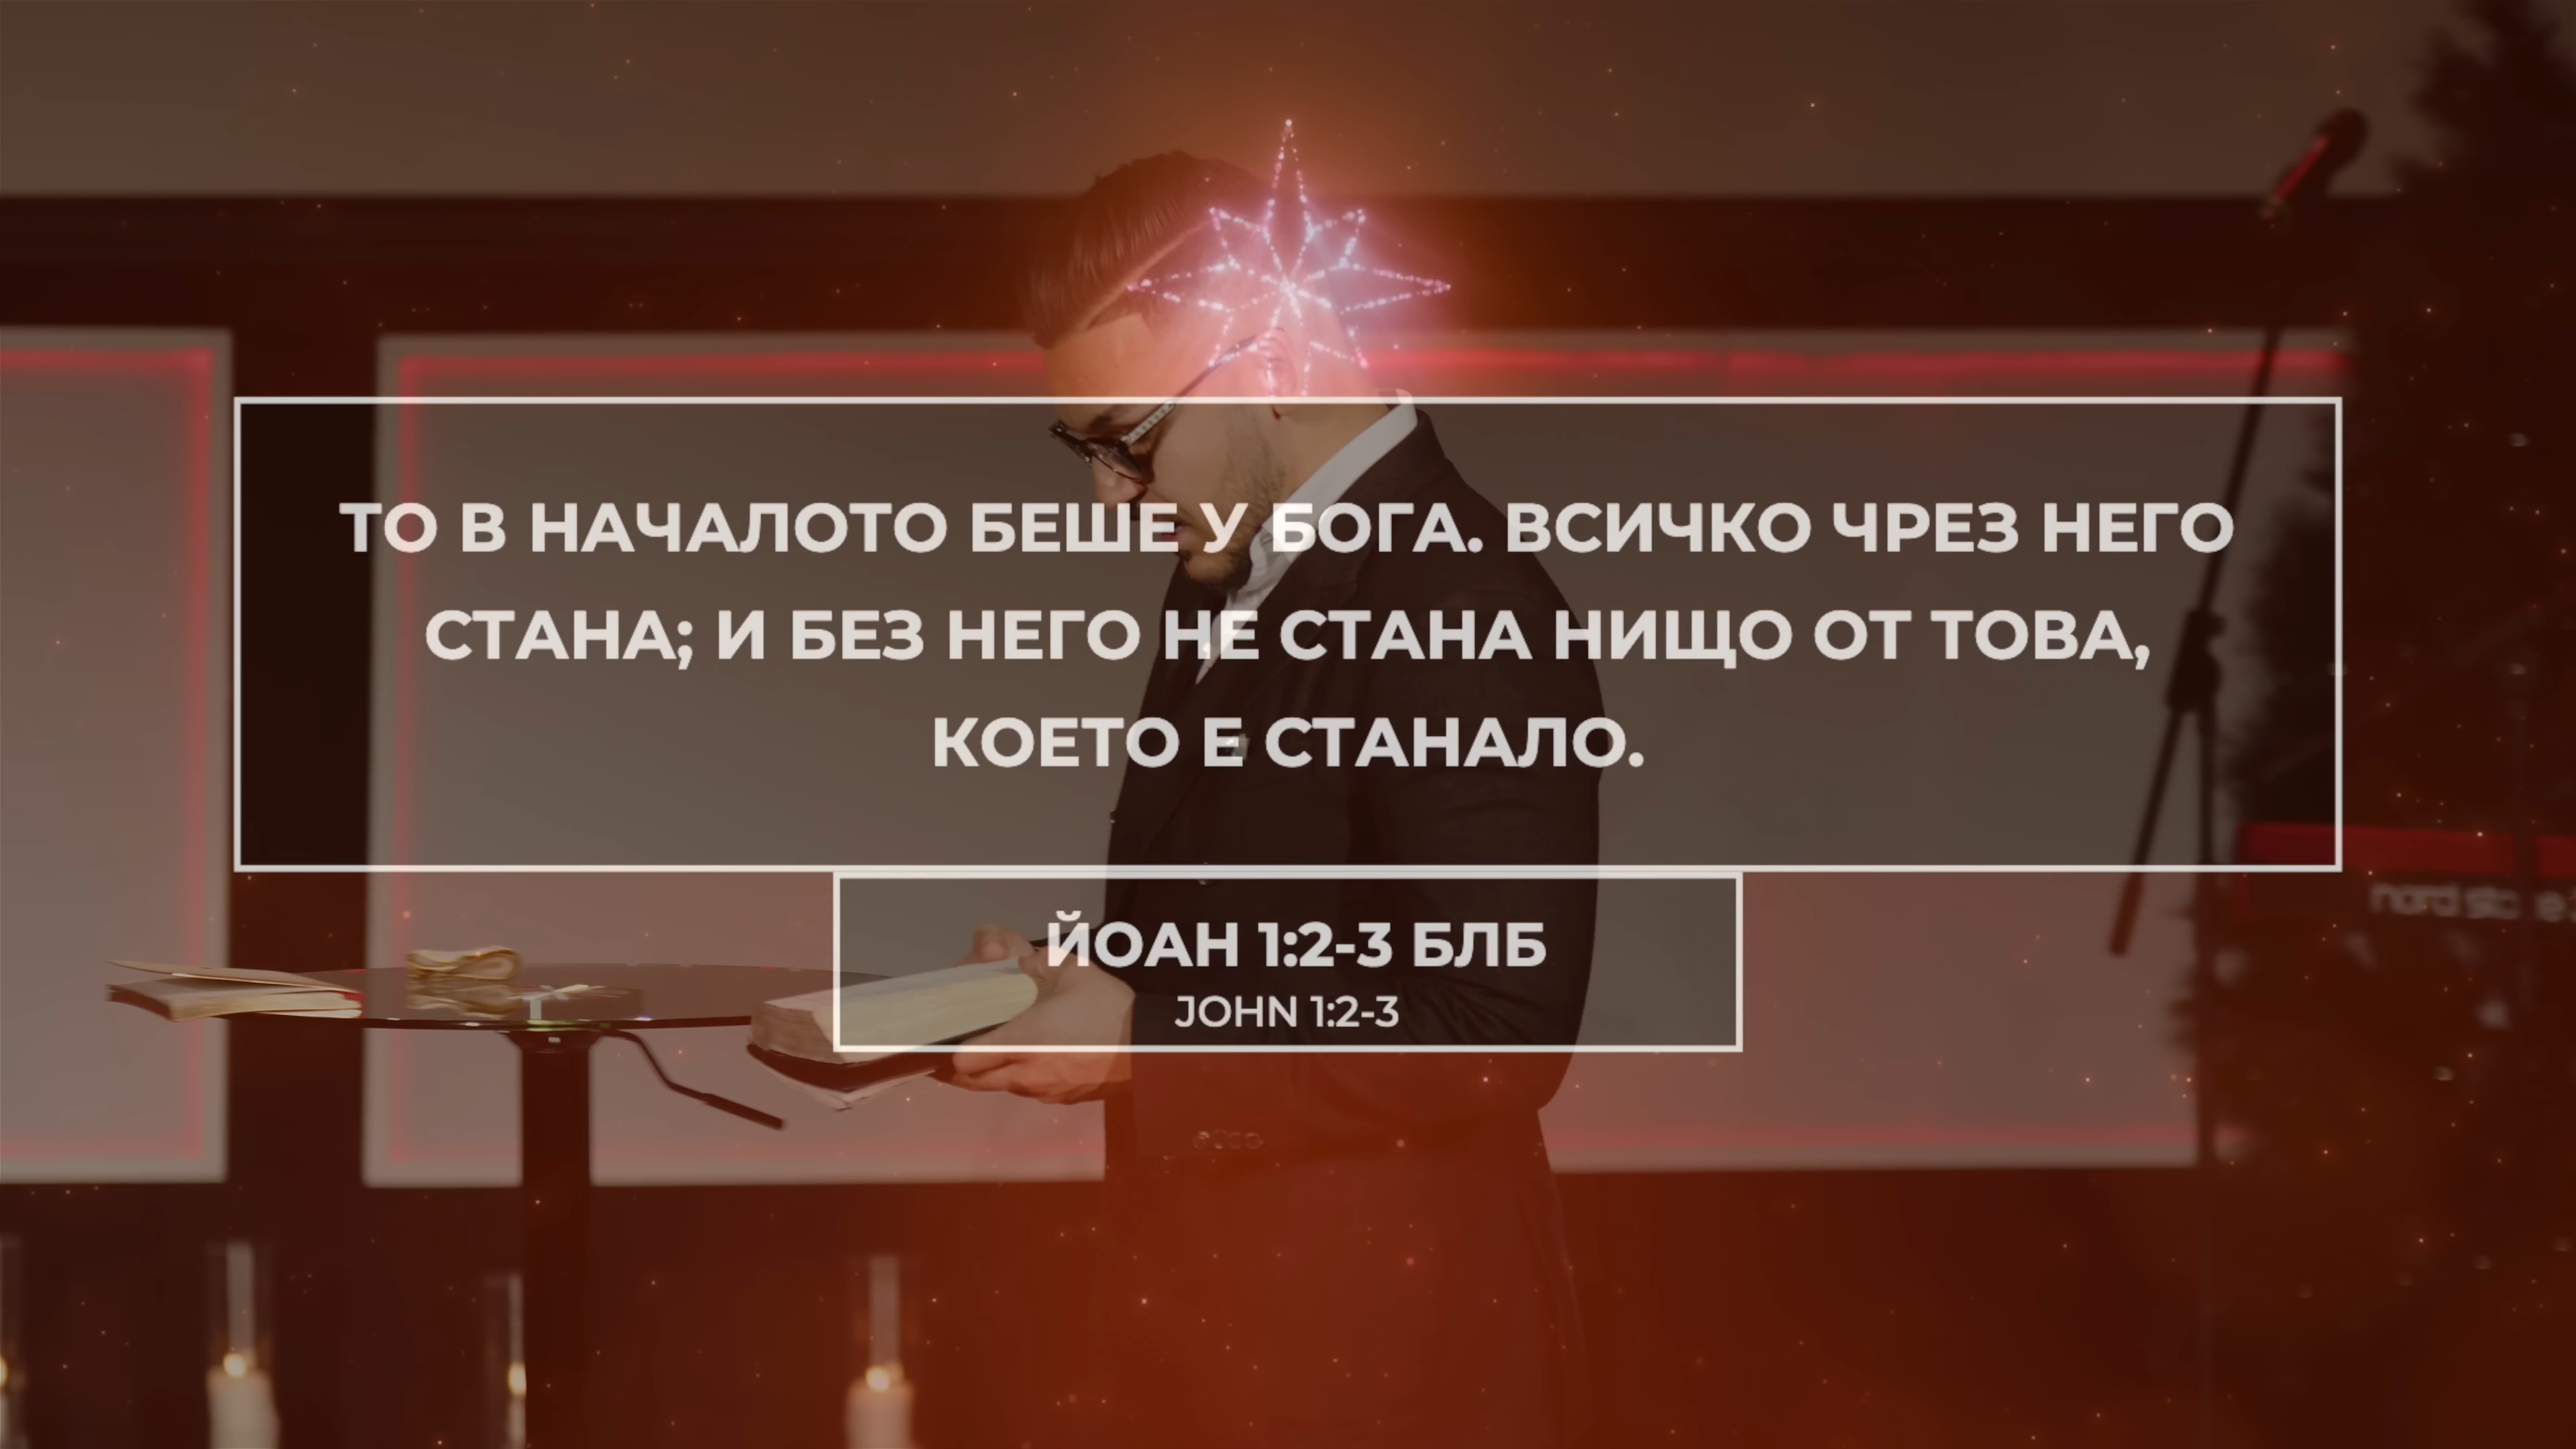 ТО В НАЧАЛОТО БЕШЕ У БОГА. ВСИЧКО ЧРЕЗ НЕГО
СТАНА; И БЕЗ НЕГО НЕ СТАНА НИЩО ОТ ТОВА,
КОЕТО Е СТАНАЛО.
ЙОАН 1:2-3 БЛБ
JOHN 1:2-3
nord